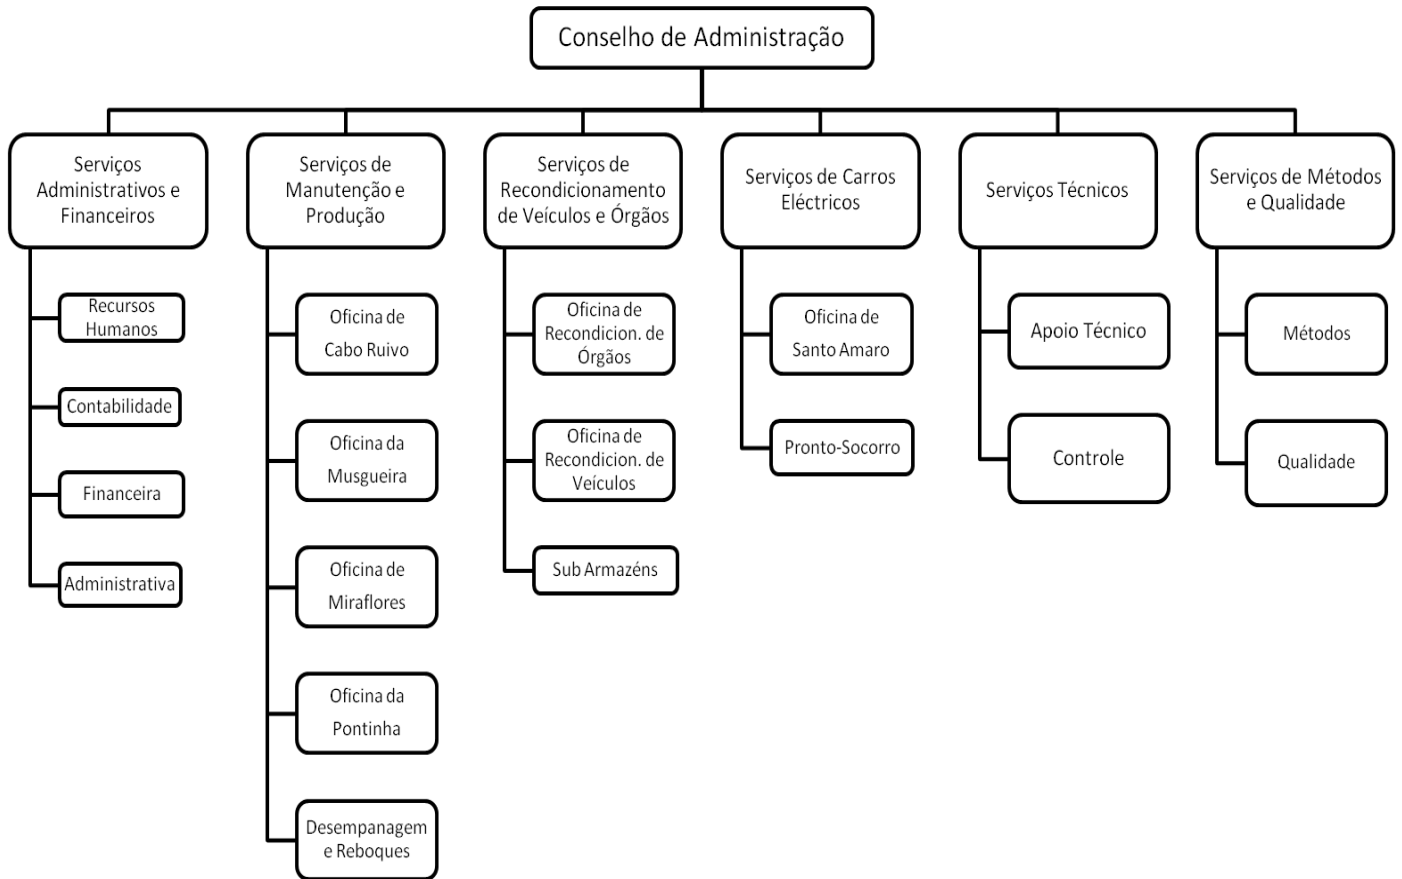 Conselho de Administração
Serviços
Administrativos e
Financeiros
Serviços de
Manutenção e
Produção
Serviços de
Recondicionamento
de Veículos e Órgãos
Serviços de Carros
Eléctricos
Serviços Técnicos
Serviços de Métodos
e Qualidade
Recursos
Humanos
Contabilidade
Financeira
Administrativa
Oficina de
Cabo Ruivo
Oficina da
Musgueira
Oficina de
Miraflores
Oficina da
Pontinha
Desempanagem
e Reboques
Oficina de
Recondicion. de
Órgãos
Oficina de
Recondicion. de
Veículos
Sub Armazéns
Oficina de
Santo Amaro
Pronto-Socorro
Apoio Técnico
Controle
Métodos
Qualidade